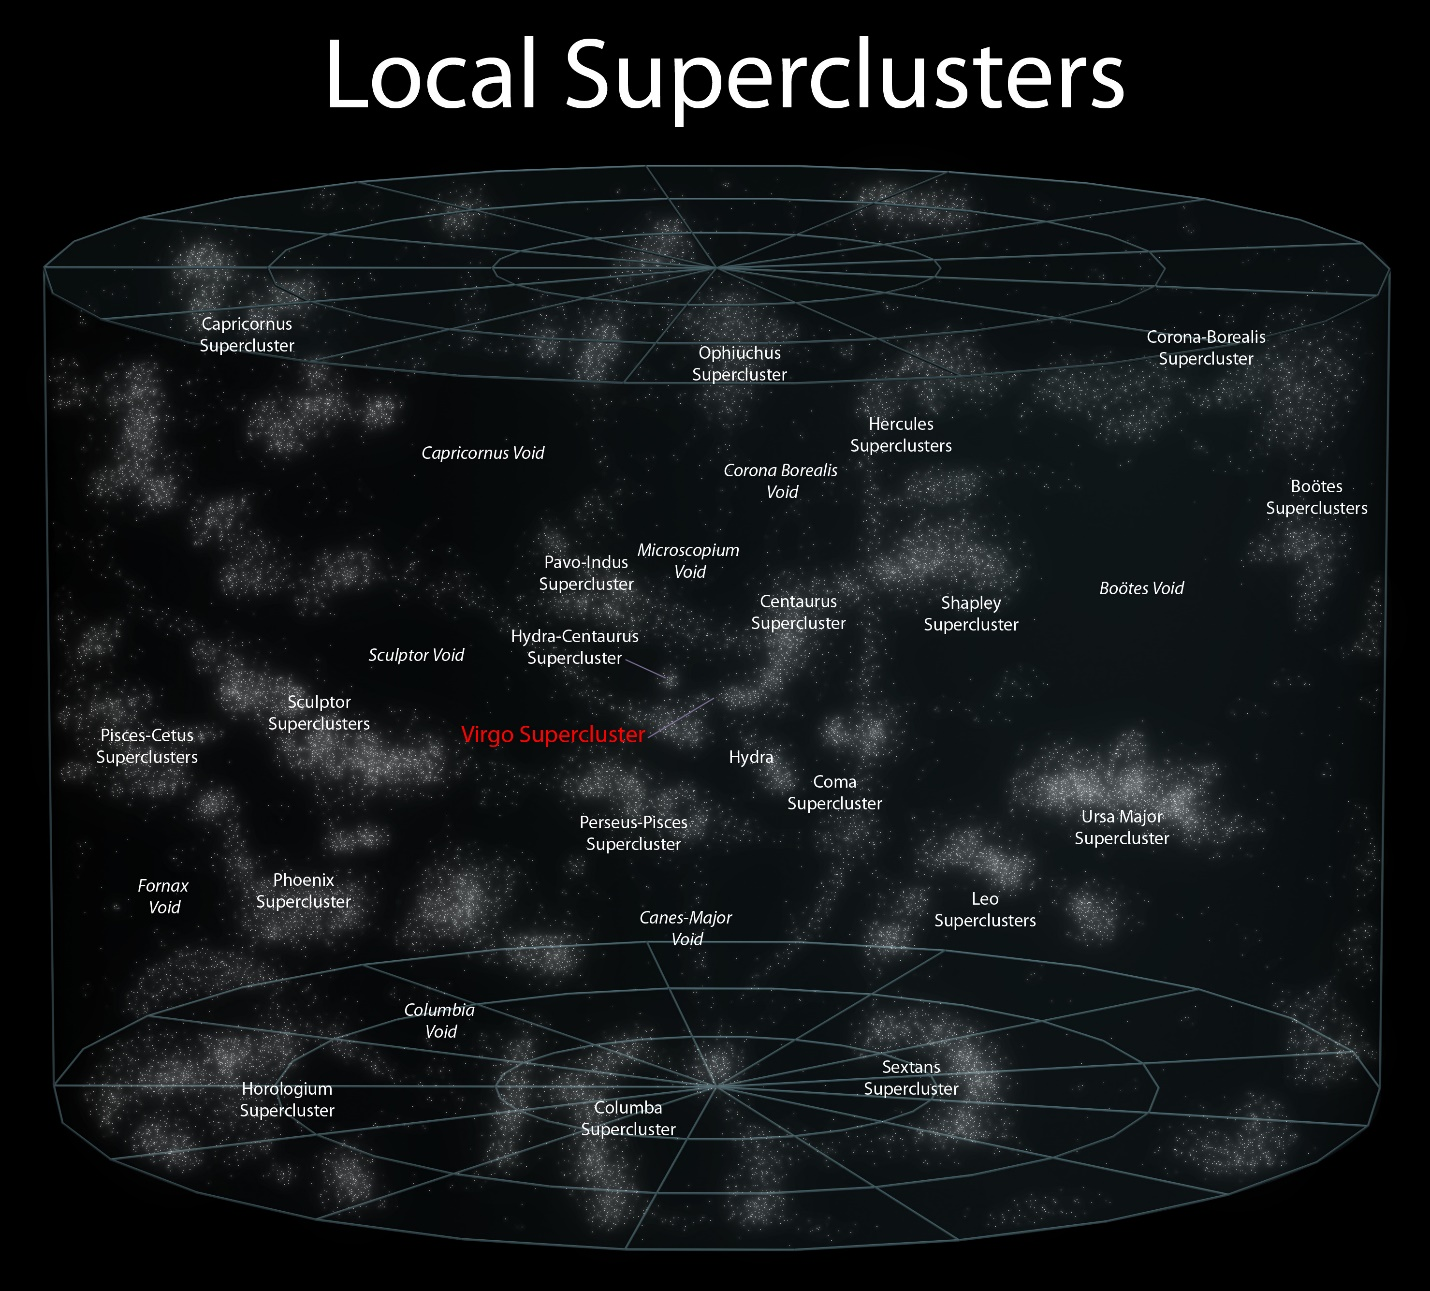 Local Superclusters
Capricornus
Supercluster
Ophiuchus
Supercluster
Corona-Borealis
Supercluster
Hercules
Superclusters
Capricornus Void
Corona Borealis
Void
Boötes
Superclusters
Pavo-Indus
Supercluster
Microscopium
Void
Centaurus
Supercluster
Shapley
Supercluster
Boötes Void
Hydra-Centaurus
Supercluster
Sculptor Void
Sculptor
Superclusters
Pisces-Cetus
Superclusters
Virgo Supercluster
Hydra
Coma
Supercluster
Perseus-Pisces
Supercluster
Ursa Major
Supercluster
Fornax
Void
Phoenix
Supercluster
Canes-Major
Void
Leo
Superclusters
Columbia
Void
Horologium
Supercluster
Columba
Supercluster
Sextans
Supercluster